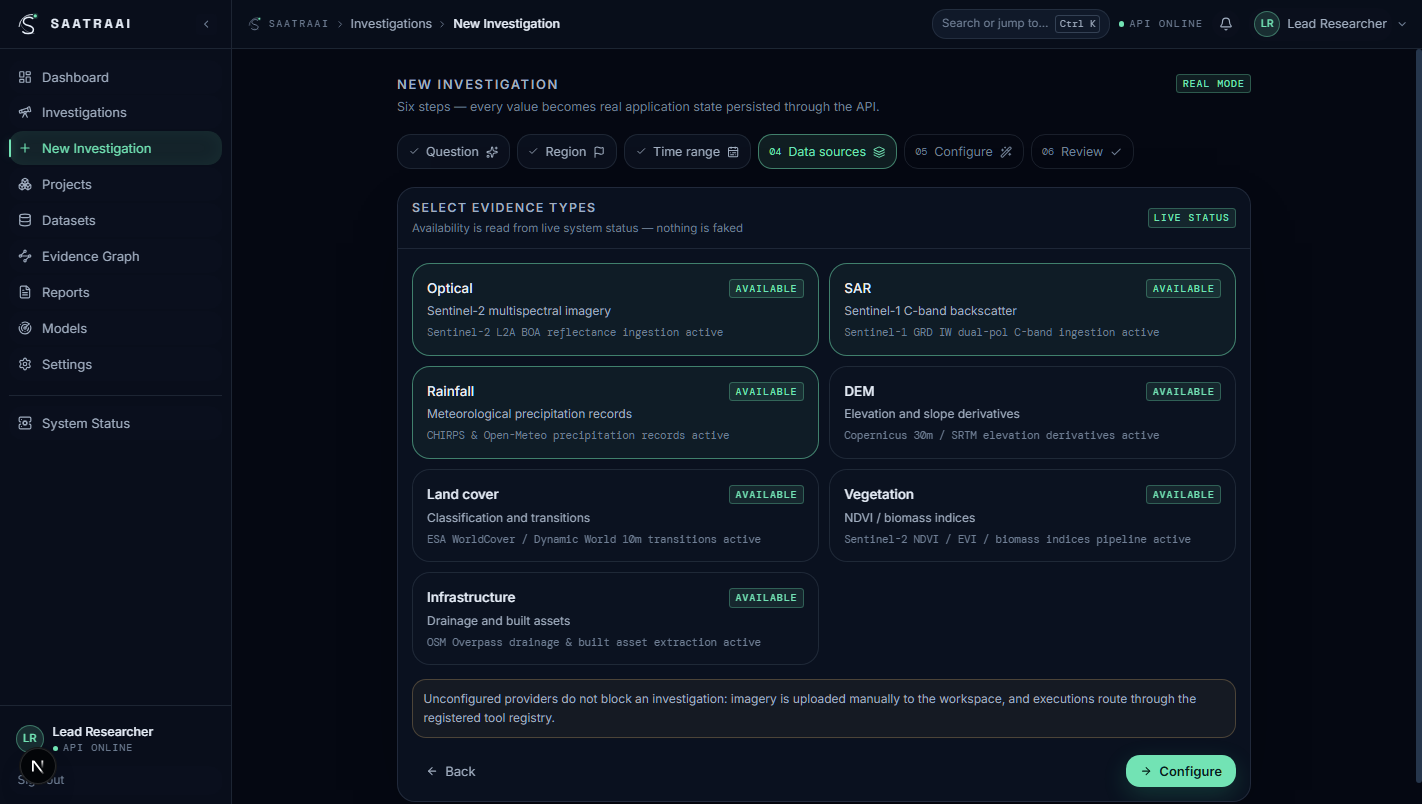 SAATRAAI
SAATRAAI › Investigations › New Investigation
Search or jump to... Ctrl K
API ONLINE
LR Lead Researcher
Dashboard
Investigations
New Investigation
Projects
Datasets
Evidence Graph
Reports
Models
Settings
System Status
LR
Lead Researcher
API ONLINE
N
NEW INVESTIGATION
REAL MODE
Six steps — every value becomes real application state persisted through the API.
Question
Region
Time range
04 Data sources
05 Configure
06 Review
SELECT EVIDENCE TYPES
Availability is read from live system status — nothing is faked
LIVE STATUS
Optical AVAILABLE
Sentinel-2 multispectral imagery
Sentinel-2 L2A BOA reflectance ingestion active
SAR AVAILABLE
Sentinel-1 C-band backscatter
Sentinel-1 GRD IW dual-pol C-band ingestion active
Rainfall AVAILABLE
Meteorological precipitation records
CHIRPS & Open-Meteo precipitation records active
DEM AVAILABLE
Elevation and slope derivatives
Copernicus 30m / SRTM elevation derivatives active
Land cover AVAILABLE
Classification and transitions
ESA WorldCover / Dynamic World 10m transitions active
Vegetation AVAILABLE
NDVI / biomass indices
Sentinel-2 NDVI / EVI / biomass indices pipeline active
Infrastructure AVAILABLE
Drainage and built assets
OSM Overpass drainage & built asset extraction active
Unconfigured providers do not block an investigation: imagery is uploaded manually to the workspace, and executions route through the
registered tool registry.
← Back
→ Configure